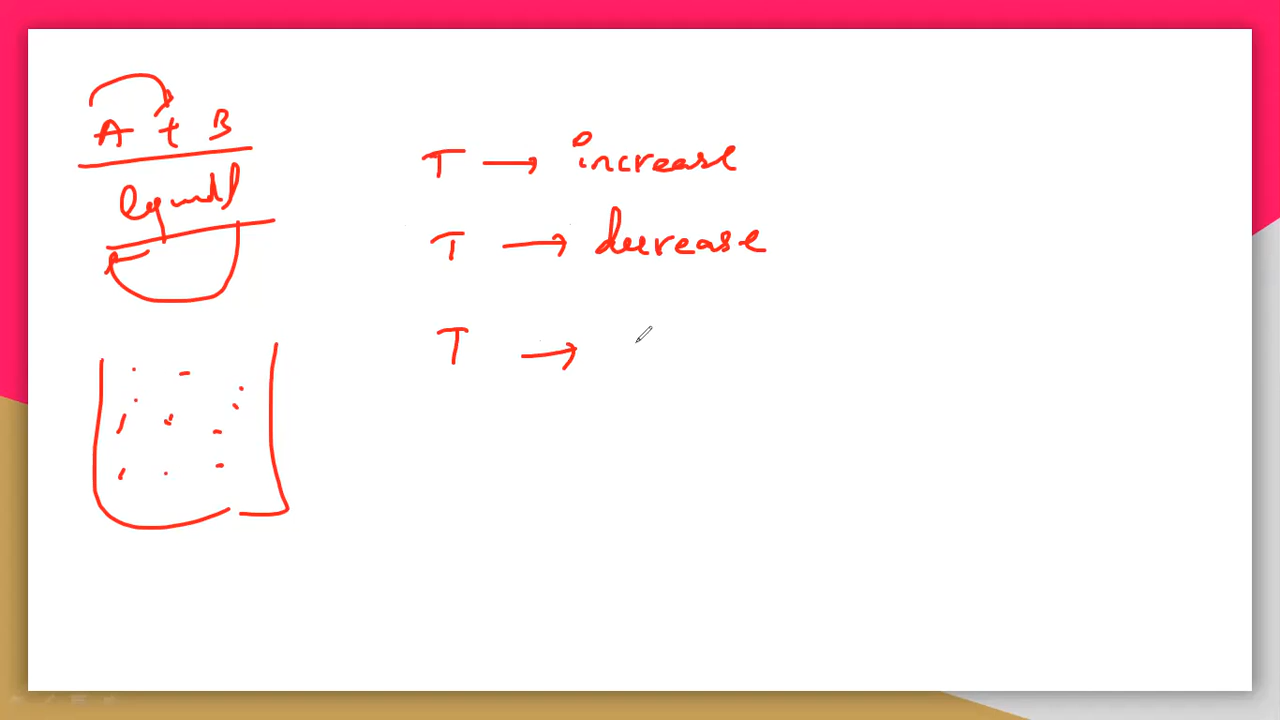 A + B
liquid
T → increase
T → decrease
T →